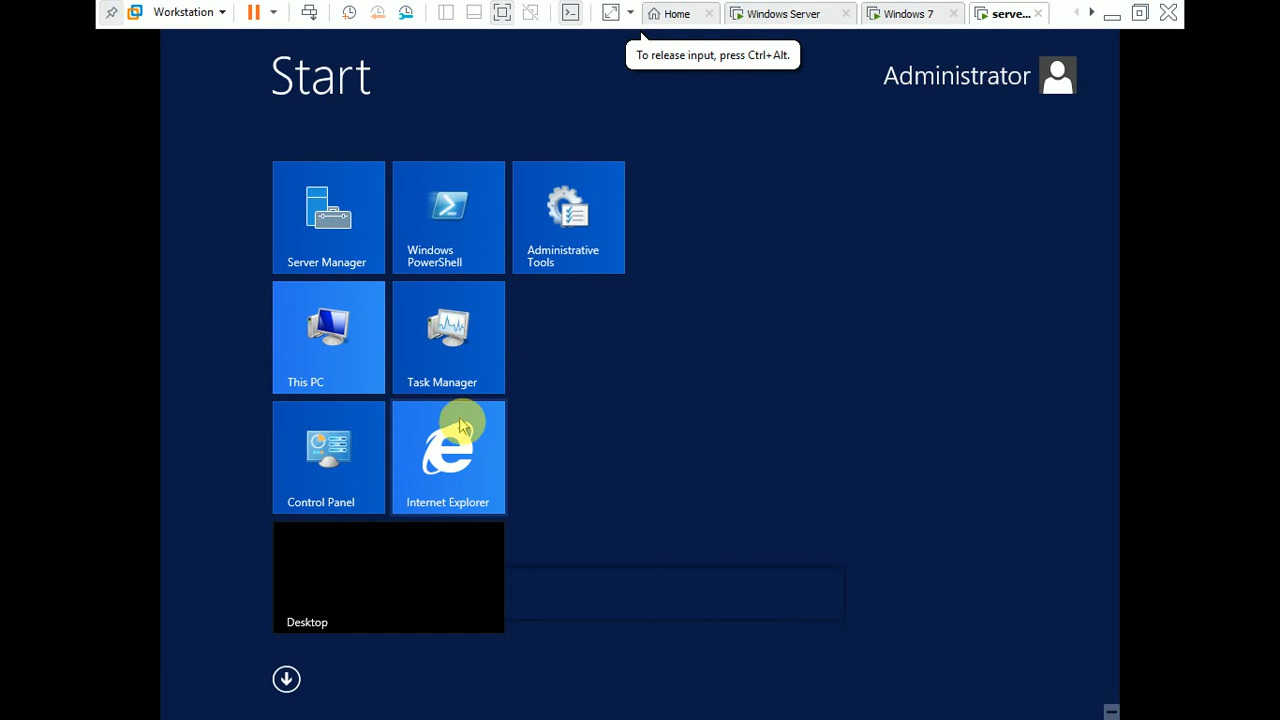 Workstation
Home
Windows Server
Windows 7
serve...
To release input, press Ctrl+Alt.
Start
Administrator
Server Manager
Windows
PowerShell
Administrative
Tools
This PC
Task Manager
Control Panel
Internet Explorer
Desktop